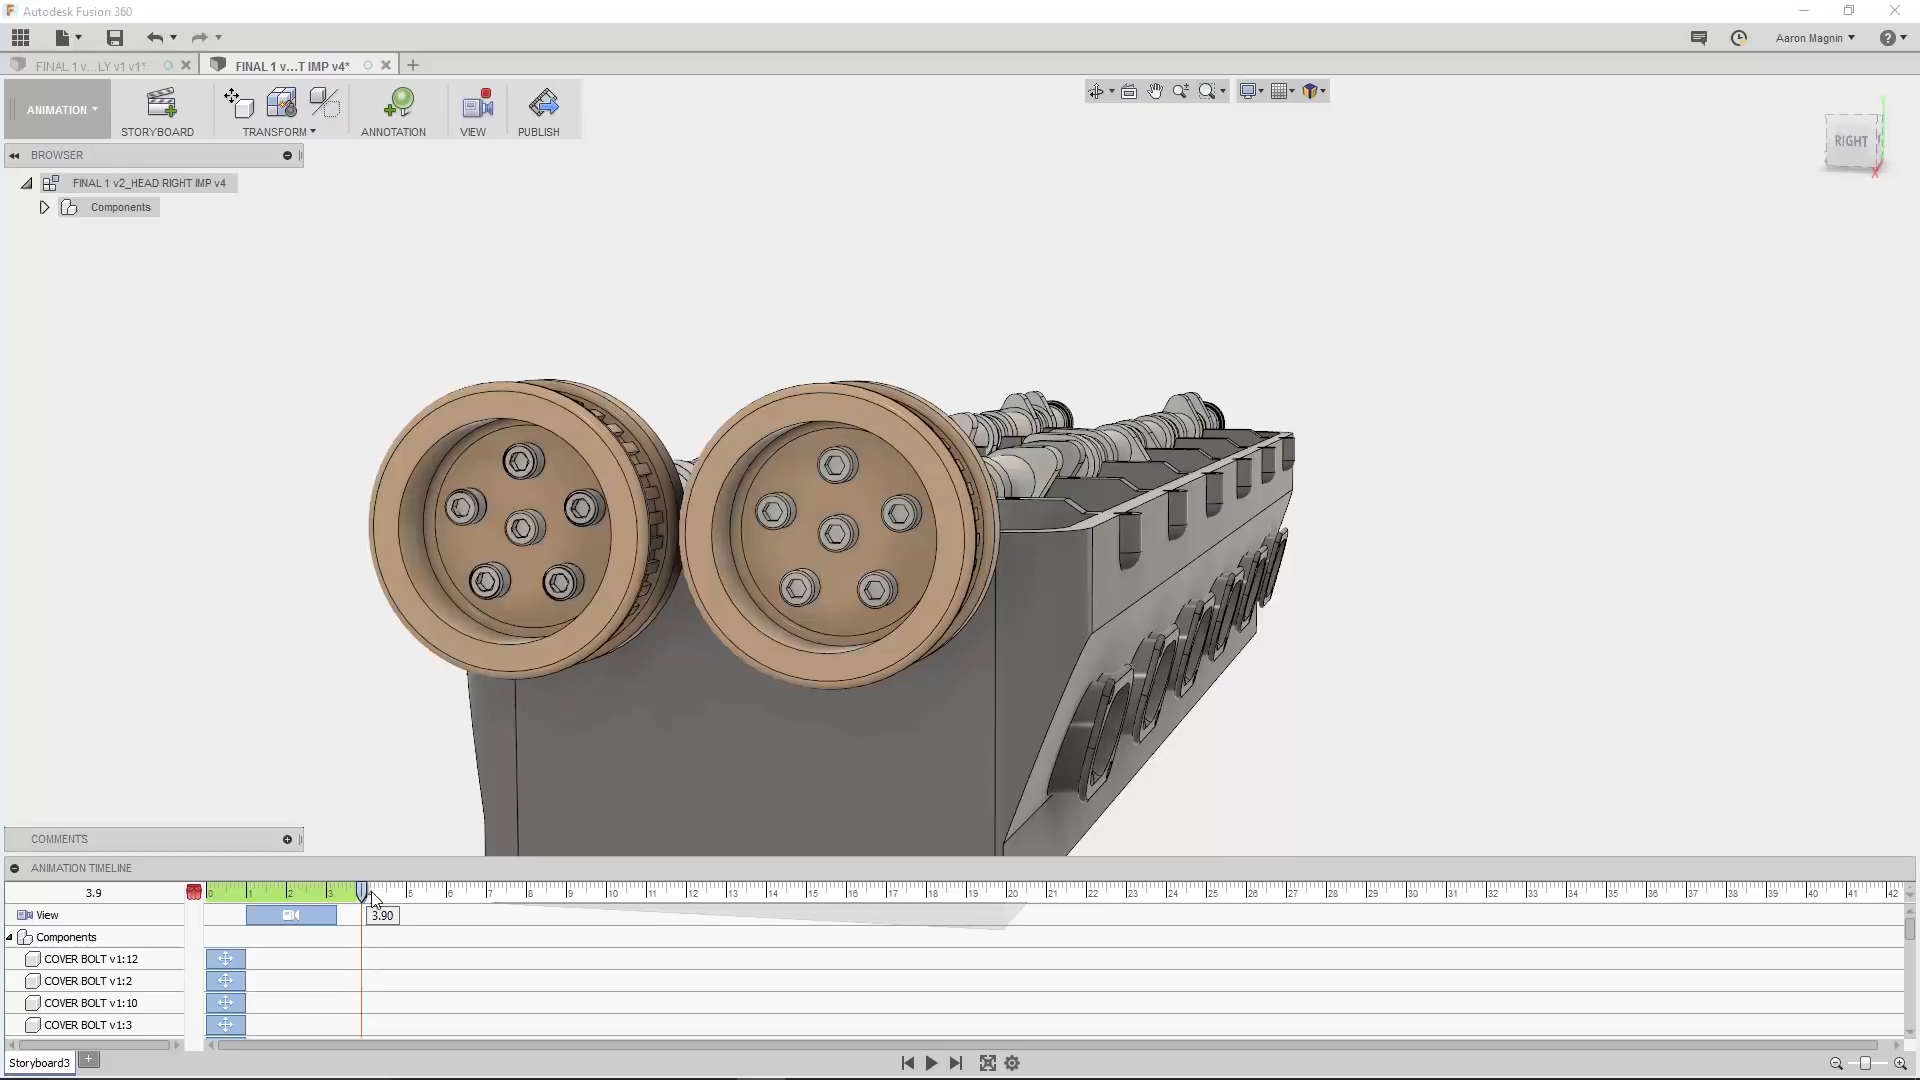 Autodesk Fusion 360
Aaron Magnin
FINAL 1 v...LY v1 v1*
FINAL 1 v...T IMP v4*
ANIMATION
STORYBOARD
TRANSFORM
ANNOTATION
VIEW
PUBLISH
BROWSER
FINAL 1 v2_HEAD RIGHT IMP v4
Components
RIGHT
X
COMMENTS
ANIMATION TIMELINE
3.9
0 1 2 3 5 6 7 8 9 10 11 12 13 14 15 16 17 18 19 20 21 22 23 24 25 26 27 28 29 30 31 32 33 34 35 36 37 38 39 40 41 42
View
3.90
Components
COVER BOLT v1:12
COVER BOLT v1:2
COVER BOLT v1:10
COVER BOLT v1:3
Storyboard3